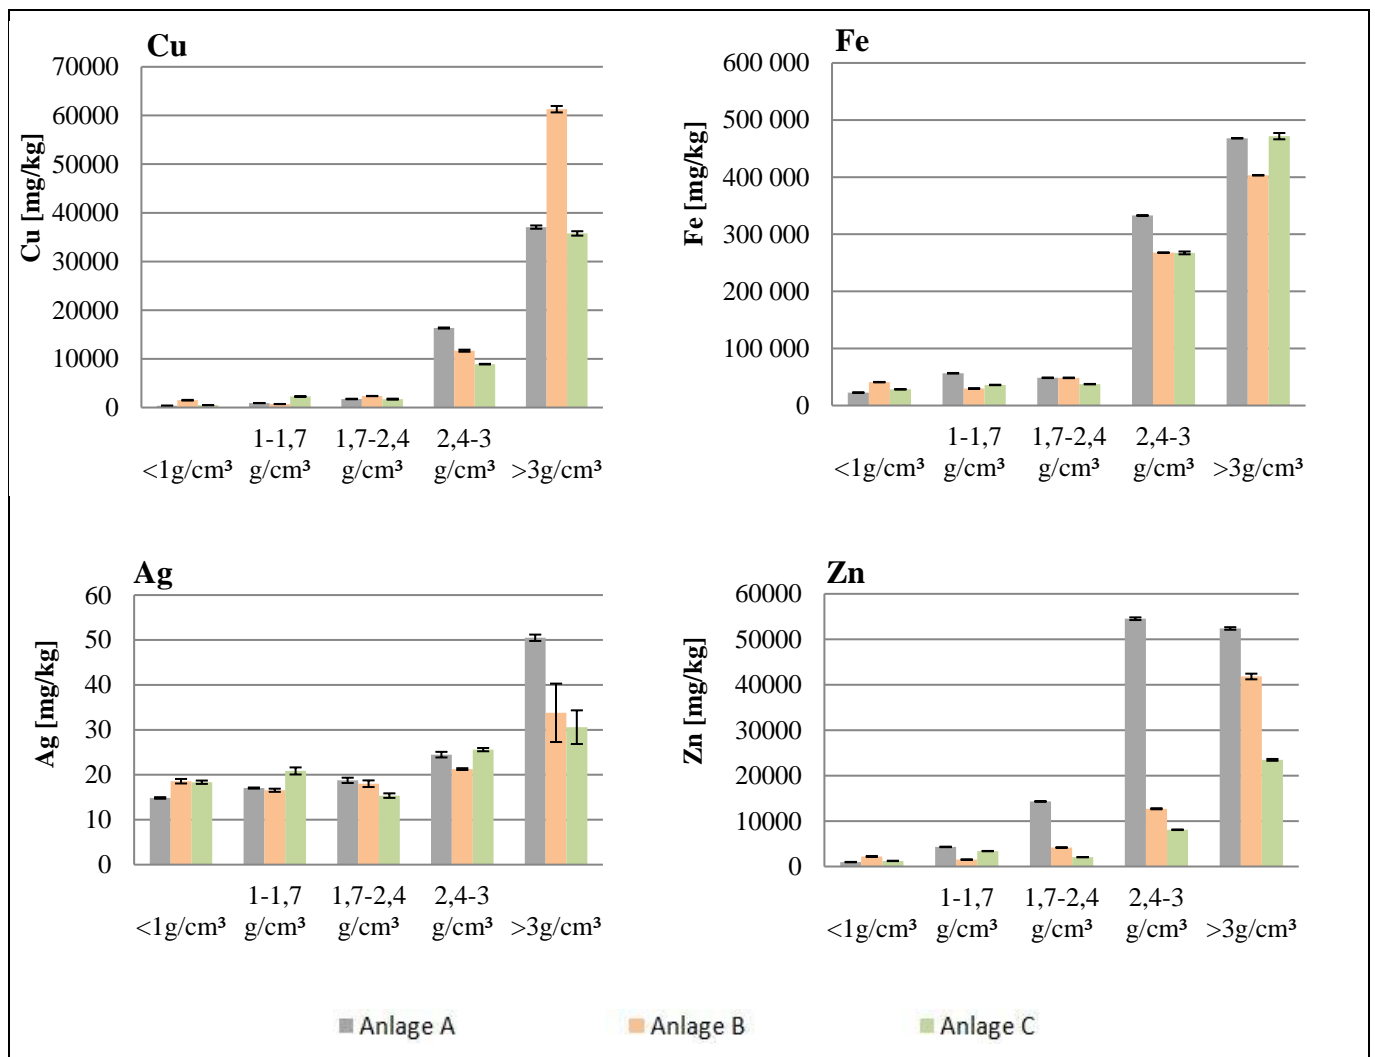 Cu
70000
60000
50000
40000
30000
20000
10000
0
Cu [mg/kg]
<1g/cm³
1-1,7
g/cm³
1,7-2,4
g/cm³
2,4-3
g/cm³
>3g/cm³
Fe
600 000
500 000
400 000
300 000
200 000
100 000
0
Fe [mg/kg]
<1g/cm³
1-1,7
g/cm³
1,7-2,4
g/cm³
2,4-3
g/cm³
>3g/cm³
Ag
60
50
40
30
20
10
0
Ag [mg/kg]
<1g/cm³
1-1,7
g/cm³
1,7-2,4
g/cm³
2,4-3
g/cm³
>3g/cm³
Zn
60000
50000
40000
30000
20000
10000
0
Zn [mg/kg]
<1g/cm³
1-1,7
g/cm³
1,7-2,4
g/cm³
2,4-3
g/cm³
>3g/cm³
Anlage A
Anlage B
Anlage C